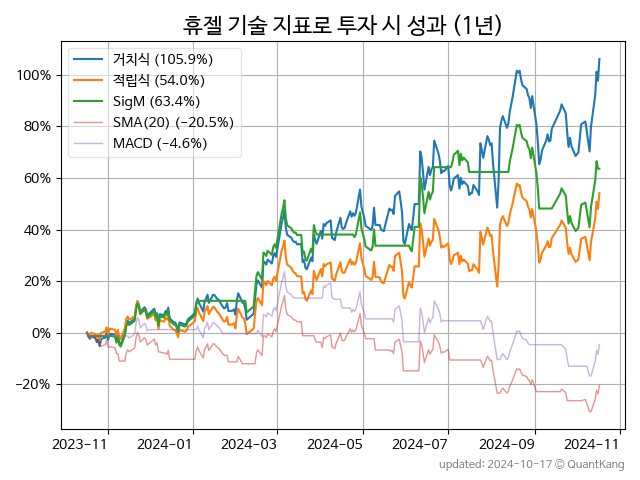 휴젤 기술 지표로 투자 시 성과 (1년)
거치식 (105.9%)
적립식 (54.0%)
SigM (63.4%)
SMA(20) (−20.5%)
MACD (−4.6%)
100%
80%
60%
40%
20%
0%
−20%
2023-11 2024-01 2024-03 2024-05 2024-07 2024-09 2024-11
updated: 2024-10-17 © QuantKang